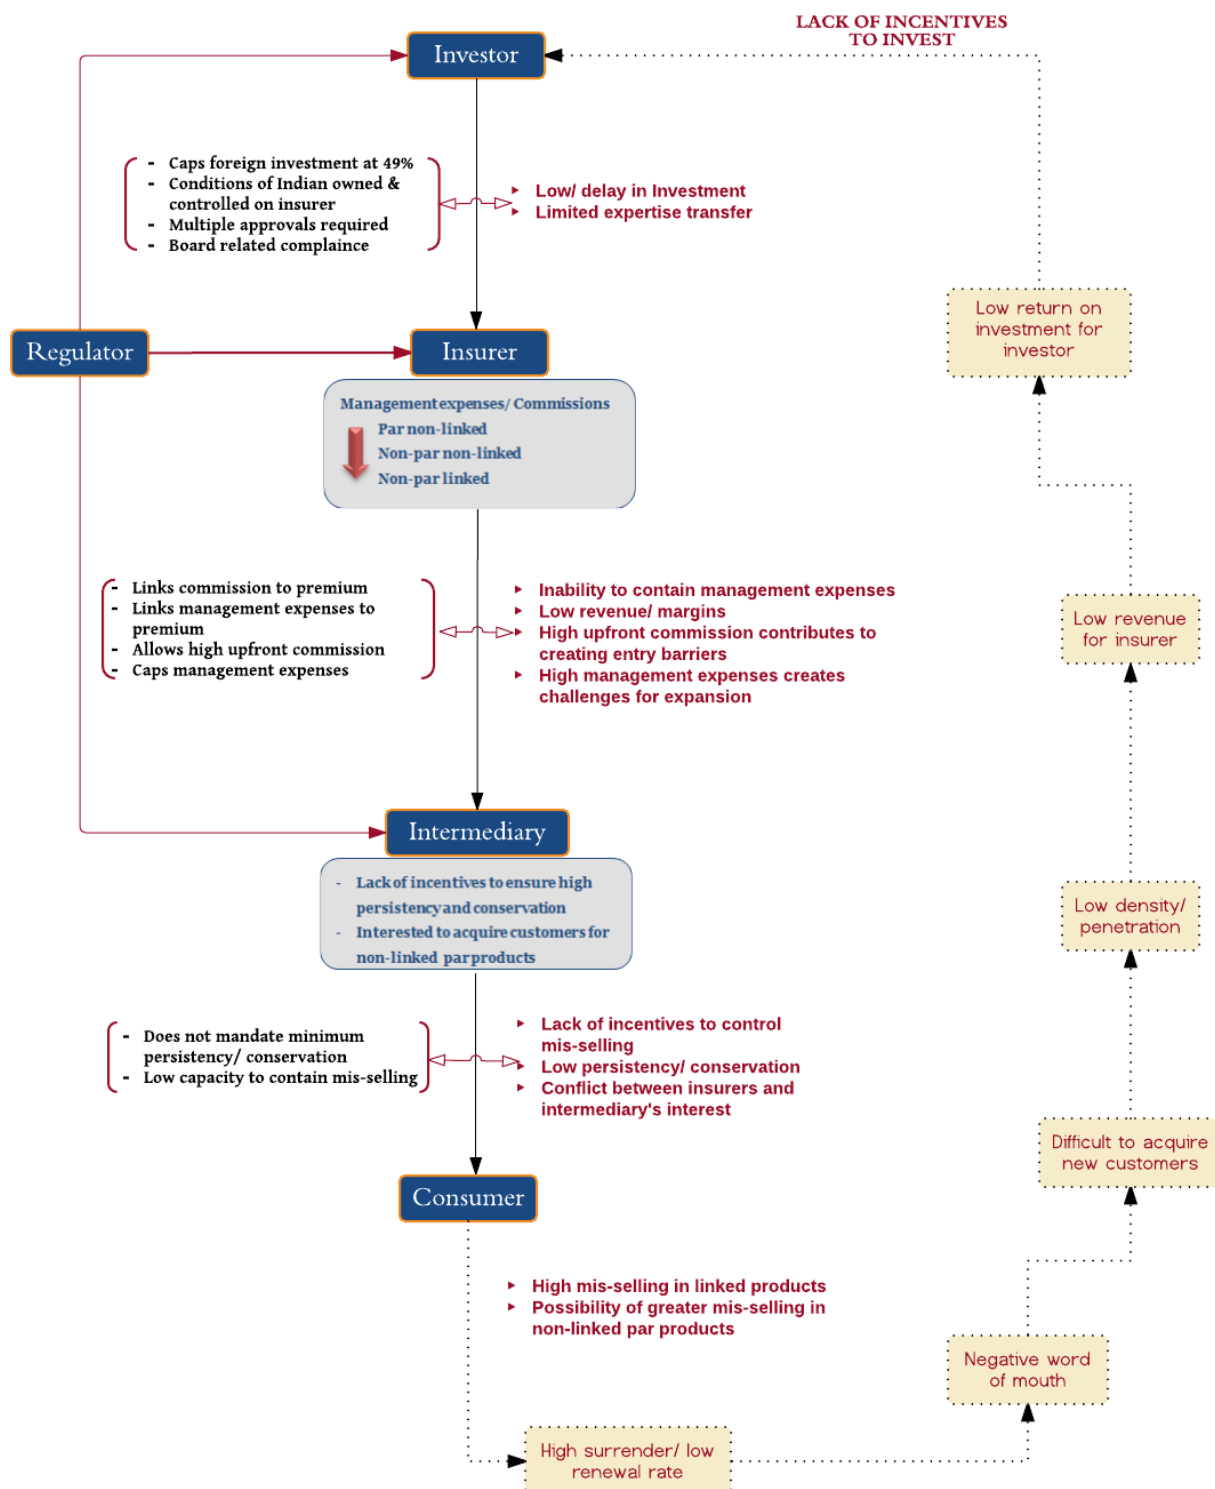 LACK OF INCENTIVES
TO INVEST
Investor
- Caps foreign investment at 49%
- Conditions of Indian owned &
controlled on insurer
- Multiple approvals required
- Board related complaince
Low/ delay in Investment
Limited expertise transfer
Low return on
investment for
investor
Regulator
Insurer
Management expenses/ Commissions
Par non-linked
Non-par non-linked
Non-par linked
- Links commission to premium
- Links management expenses to
premium
- Allows high upfront commission
- Caps management expenses
Inability to contain management expenses
Low revenue/ margins
High upfront commission contributes to
creating entry barriers
High management expenses creates
challenges for expansion
Low revenue
for insurer
Intermediary
- Lack of incentives to ensure high
persistency and conservation
- Interested to acquire customers for
non-linked par products
Low density/
penetration
- Does not mandate minimum
persistency/ conservation
- Low capacity to contain mis-selling
Lack of incentives to control
mis-selling
Low persistency/ conservation
Conflict between insurers and
intermediary's interest
Difficult to acquire
new customers
Consumer
High mis-selling in linked products
Possibility of greater mis-selling in
non-linked par products
Negative word
of mouth
High surrender/ low
renewal rate